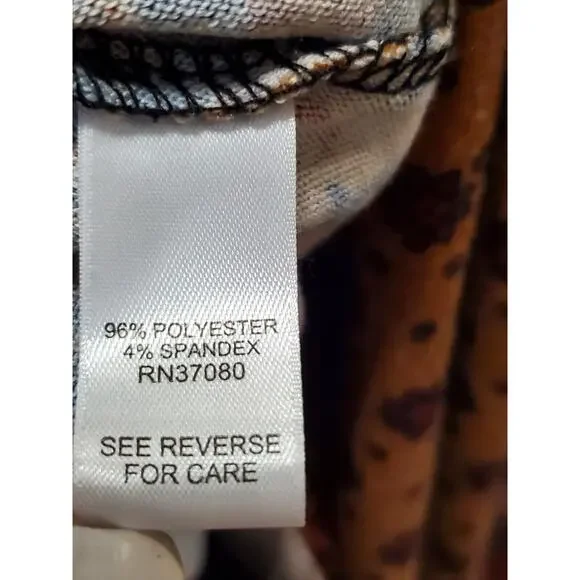 96% POLYESTER
4% SPANDEX
RN37080
SEE REVERSE
FOR CARE